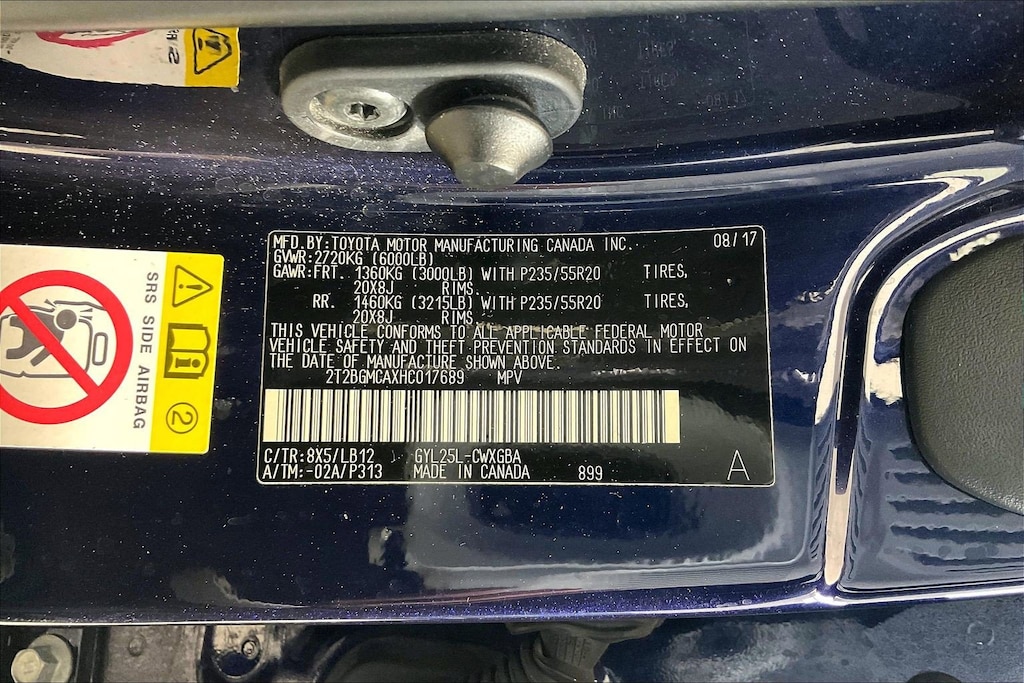 MFD.BY:TOYOTA MOTOR MANUFACTURING CANADA INC. 08/17
GVWR:2720KG (6000LB)
GAWR:FRT. 1360KG (3000LB) WITH P235/55R20 TIRES,
20X8J RIMS.
RR. 1460KG (3215LB) WITH P235/55R20 TIRES,
20X8J RIMS.
THIS VEHICLE CONFORMS TO ALL APPLICABLE FEDERAL MOTOR
VEHICLE SAFETY AND THEFT PREVENTION STANDARDS IN EFFECT ON
THE DATE OF MANUFACTURE SHOWN ABOVE.
2T2BGMCAXHC017689 MPV
C/TR:8X5/LB12 GYL25L-CWXGBA
A/TM:-02A/P313 MADE IN CANADA 899 A
SRS SIDE AIRBAG
2